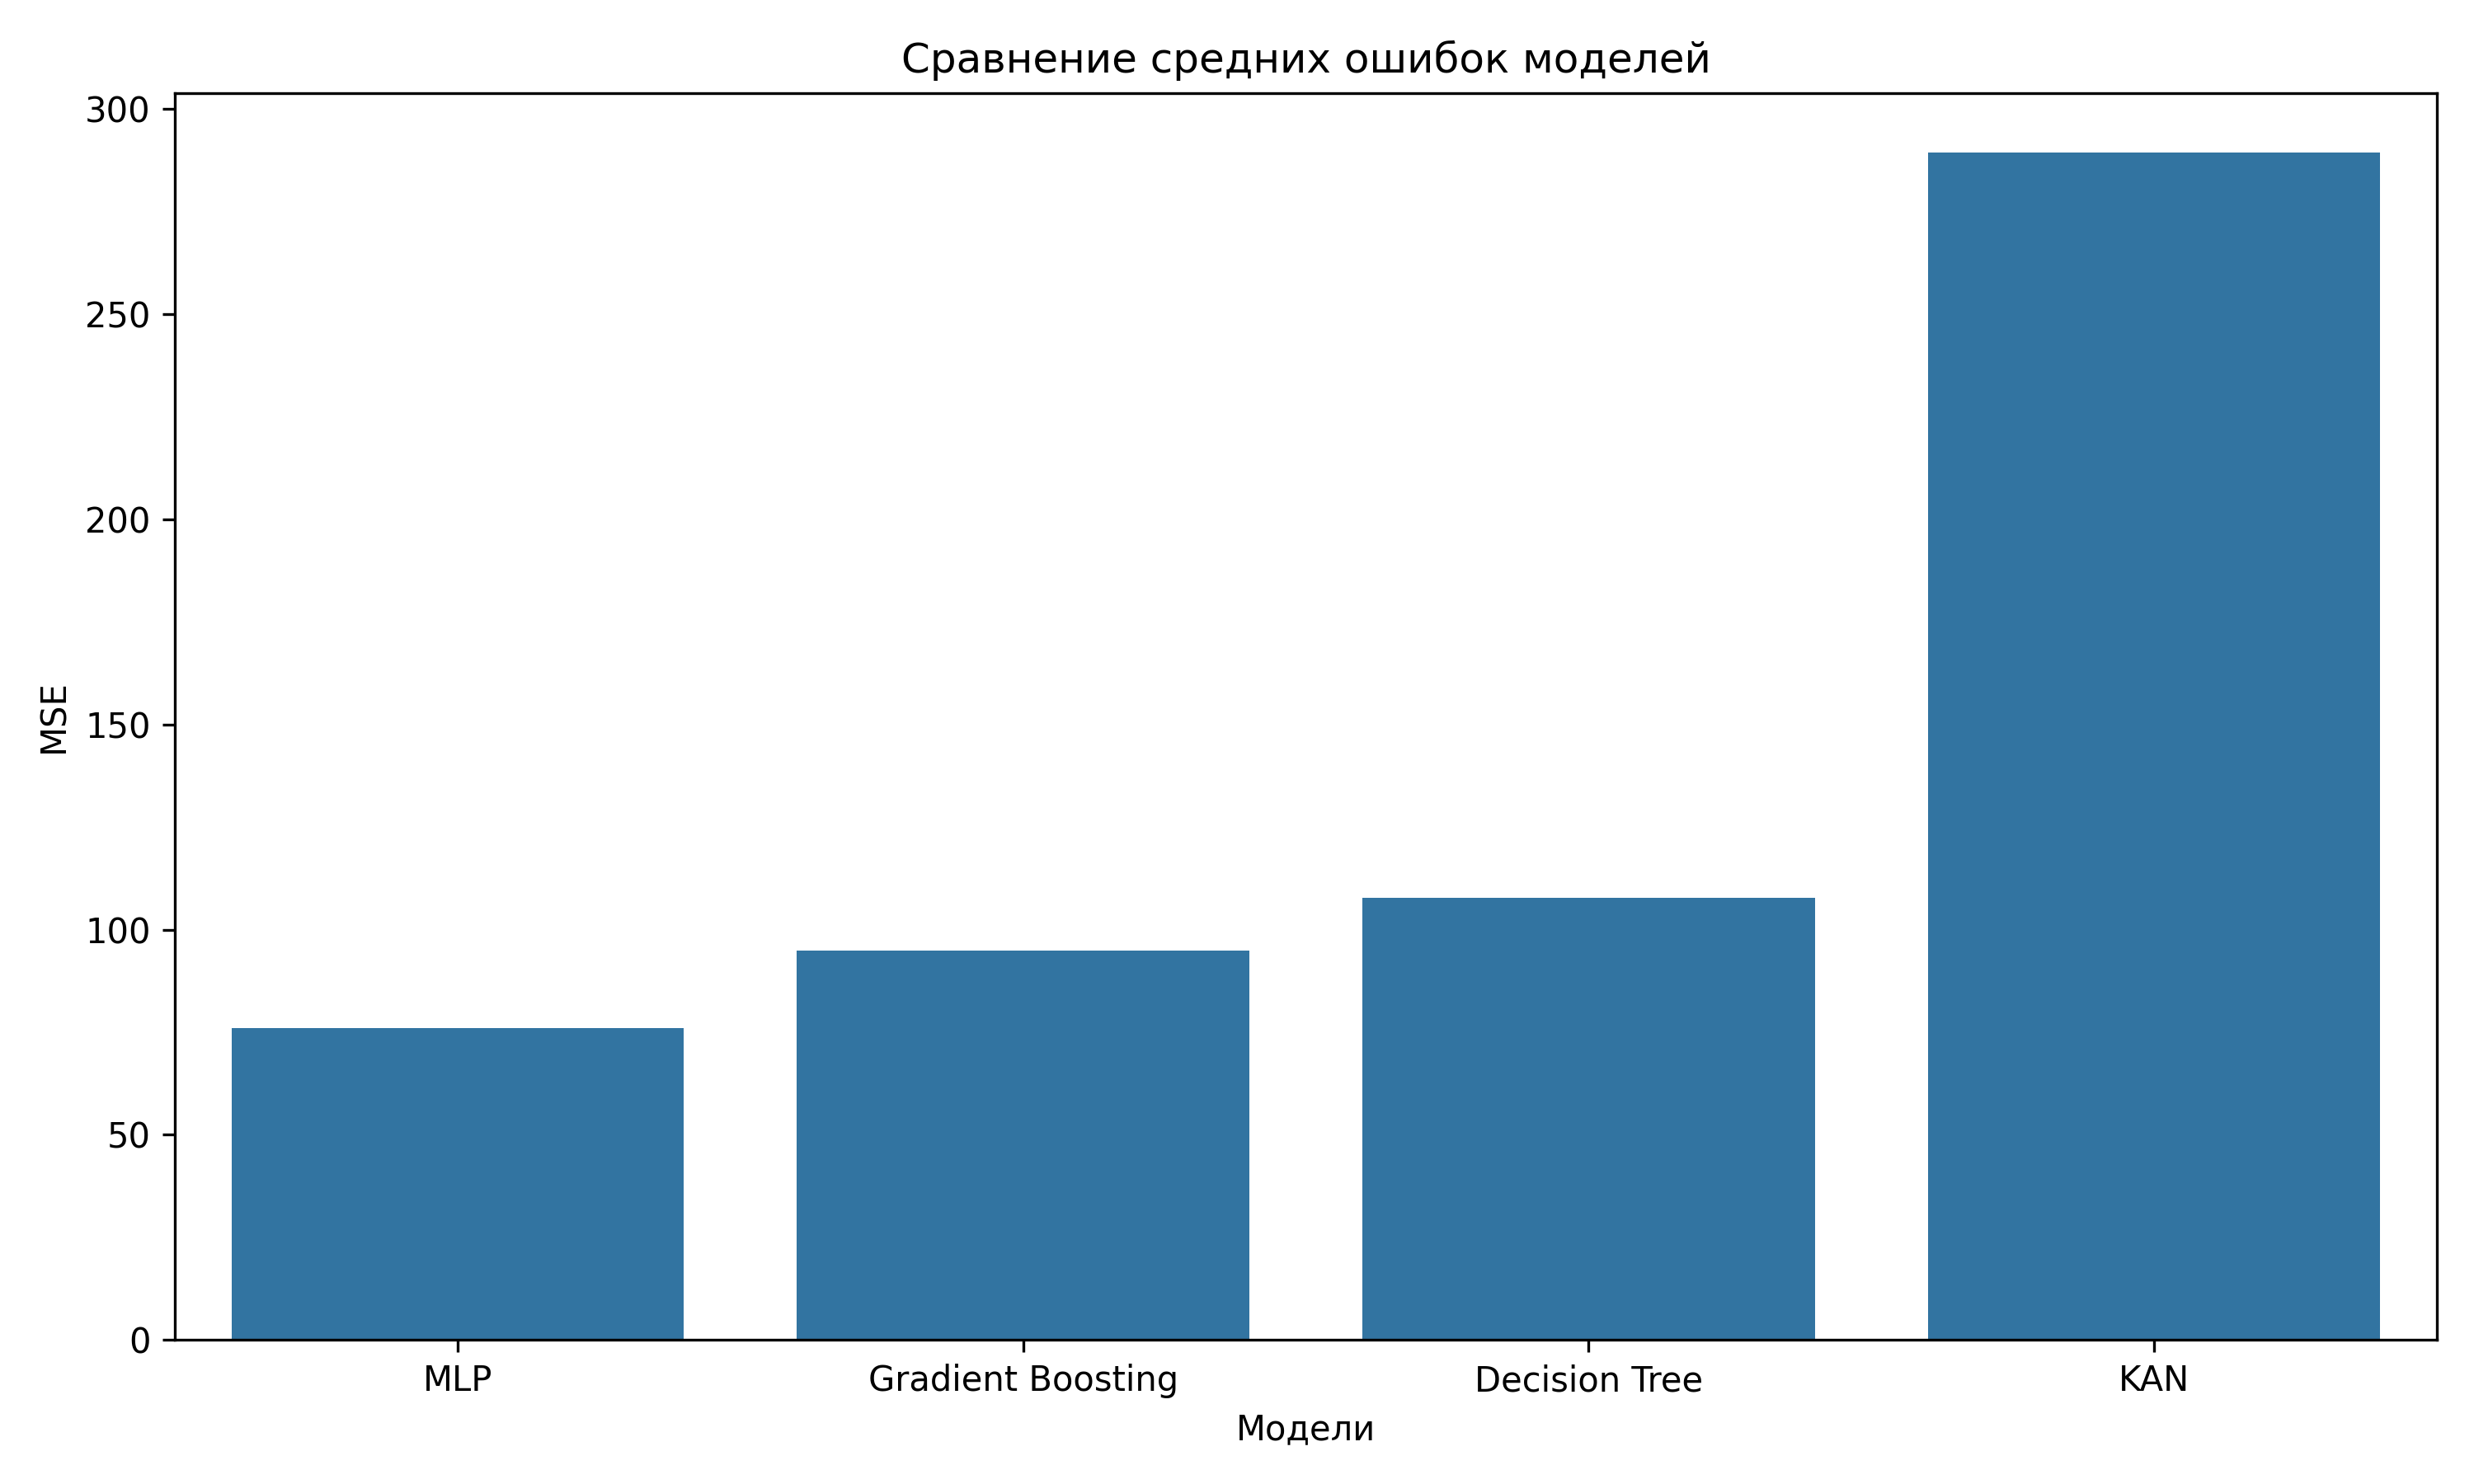 Сравнение средних ошибок моделей
300
250
200
150
100
50
0
MSE
MLP
Gradient Boosting
Decision Tree
KAN
Модели